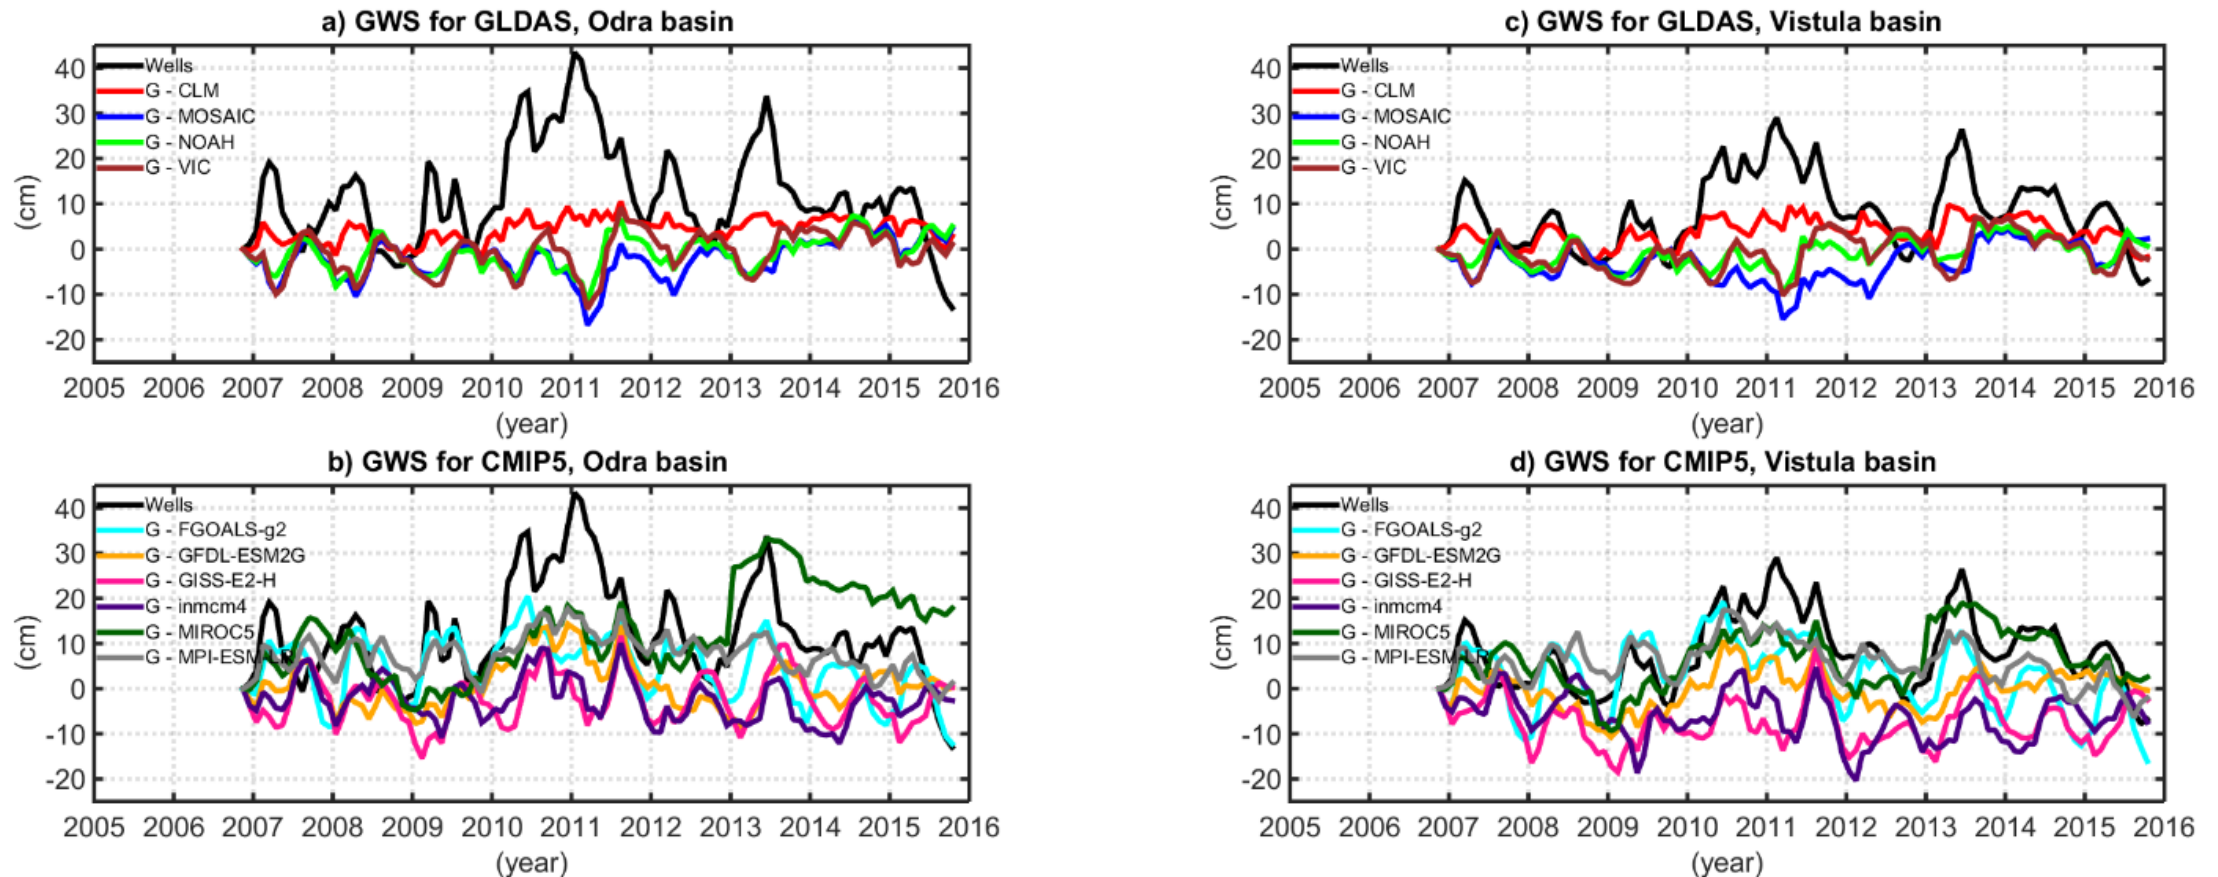 a) GWS for GLDAS, Odra basin
40
30
20
10
0
-10
-20
(cm)
Wells
G - CLM
G - MOSAIC
G - NOAH
G - VIC
2005 2006 2007 2008 2009 2010 2011 2012 2013 2014 2015 2016
(year)
c) GWS for GLDAS, Vistula basin
40
30
20
10
0
-10
-20
(cm)
Wells
G - CLM
G - MOSAIC
G - NOAH
G - VIC
2005 2006 2007 2008 2009 2010 2011 2012 2013 2014 2015 2016
(year)
b) GWS for CMIP5, Odra basin
40
30
20
10
0
-10
-20
(cm)
Wells
G - FGOALS-g2
G - GFDL-ESM2G
G - GISS-E2-H
G - inmcm4
G - MIROC5
G - MPI-ESM-LR
2005 2006 2007 2008 2009 2010 2011 2012 2013 2014 2015 2016
(year)
d) GWS for CMIP5, Vistula basin
40
30
20
10
0
-10
-20
(cm)
Wells
G - FGOALS-g2
G - GFDL-ESM2G
G - GISS-E2-H
G - inmcm4
G - MIROC5
G - MPI-ESM-LR
2005 2006 2007 2008 2009 2010 2011 2012 2013 2014 2015 2016
(year)